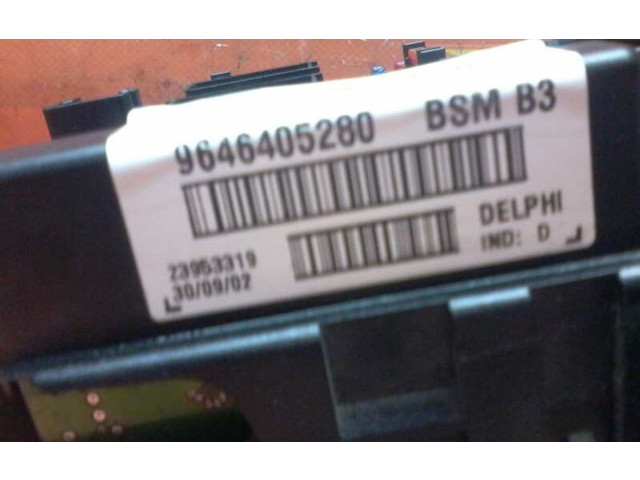 9646405280 BSM B3
DELPHI
23953319 IND: D
30/09/02